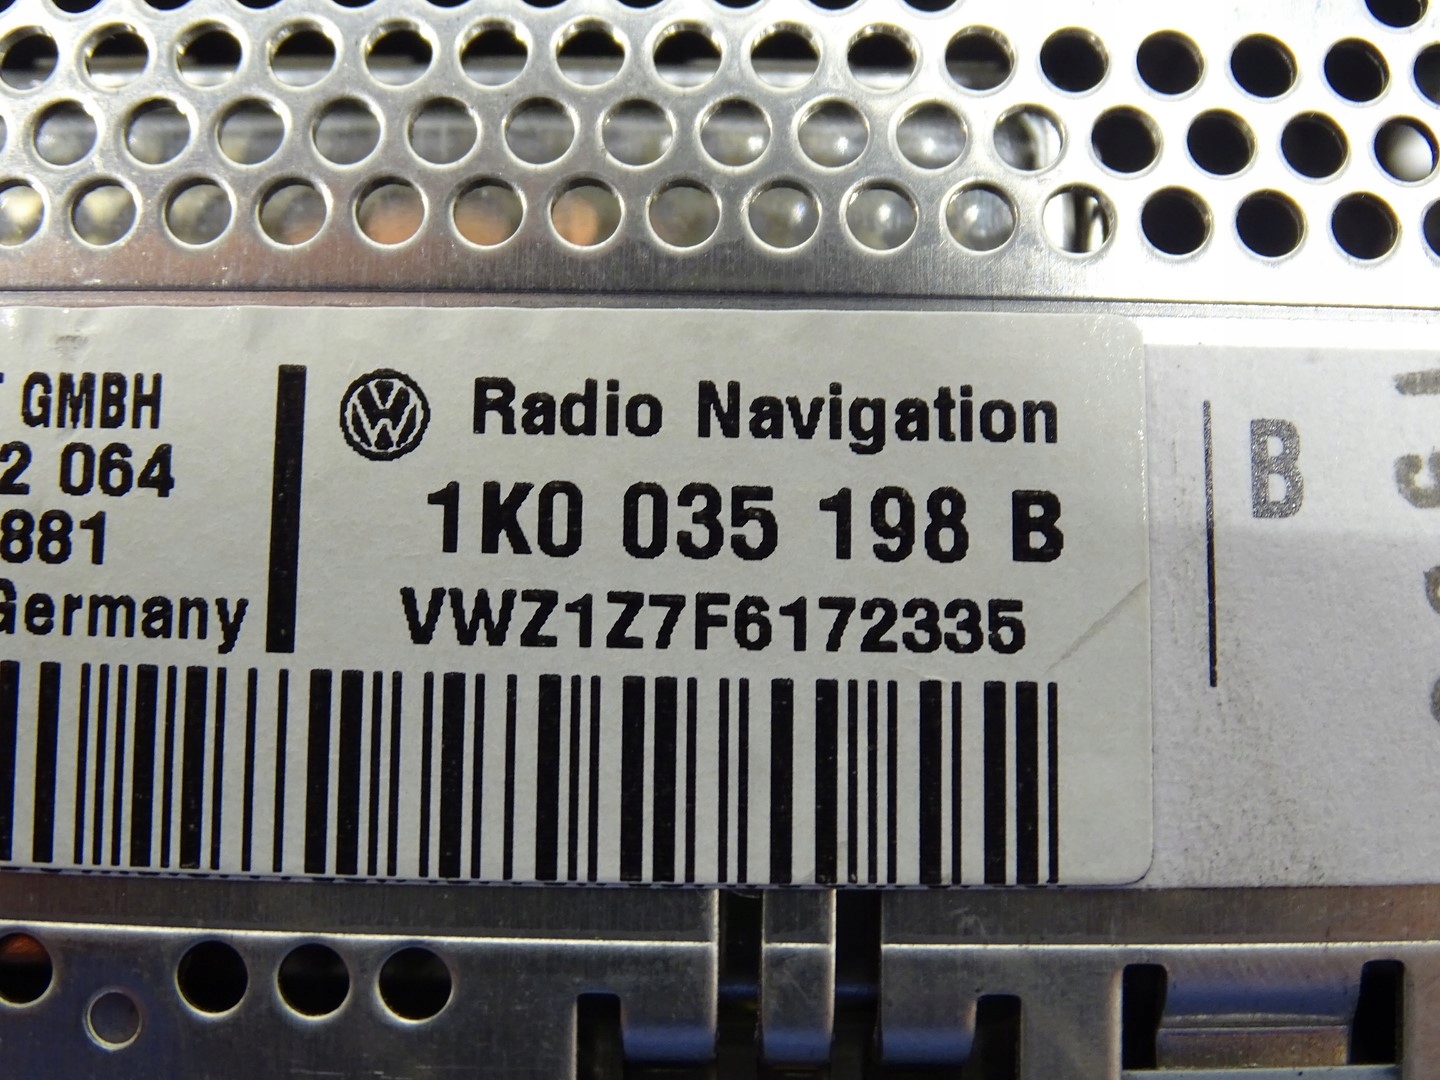 GMBH
2 064
881
Germany
Radio Navigation
1K0 035 198 B
VWZ1Z7F6172335
B